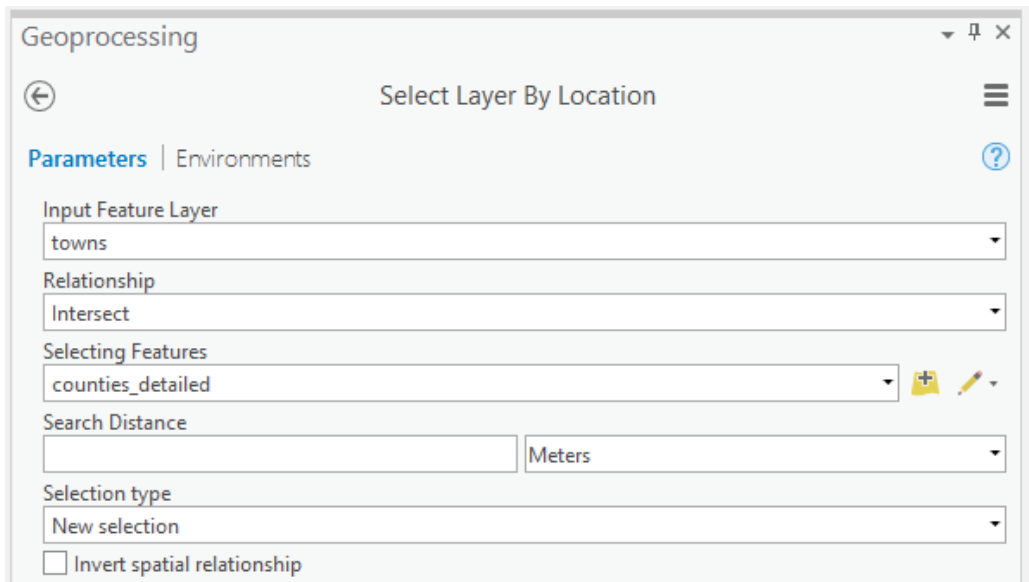 Geoprocessing
Select Layer By Location
Parameters | Environments
Input Feature Layer
towns
Relationship
Intersect
Selecting Features
counties_detailed
Search Distance
Meters
Selection type
New selection
Invert spatial relationship